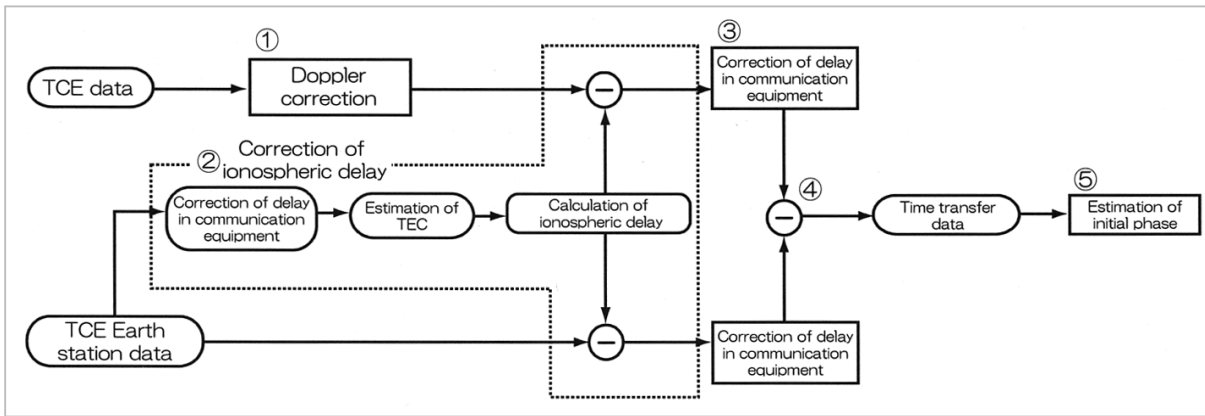 ①
TCE data
Doppler
correction
−
③
Correction of delay
in communication
equipment
②
Correction of
ionospheric delay
Correction of delay
in communication
equipment
Estimation of
TEC
Calculation of
ionospheric delay
④
−
Time transfer
data
⑤
Estimation of
initial phase
TCE Earth
station data
−
Correction of delay
in communication
equipment